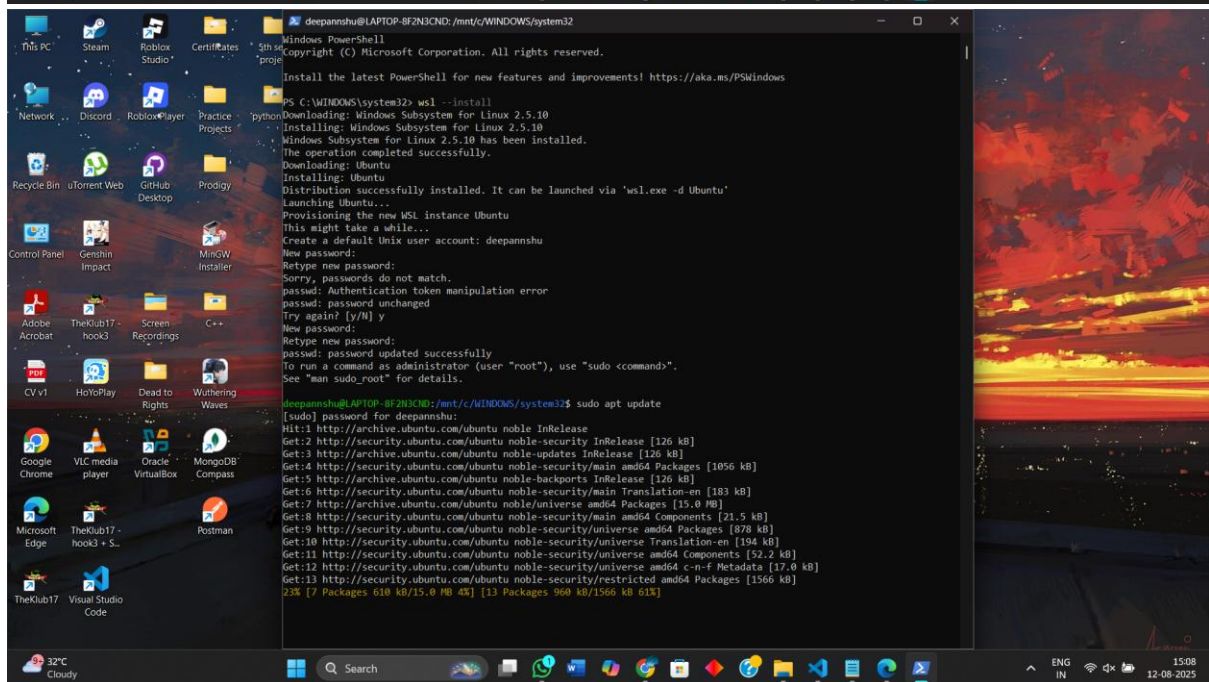 deepannshu@LAPTOP-8F2N3CND: /mnt/c/WINDOWS/system32
Windows PowerShell
Copyright (C) Microsoft Corporation. All rights reserved.
Install the latest PowerShell for new features and improvements! https://aka.ms/PSWindows
PS C:\WINDOWS\system32> wsl --install
Downloading: Windows Subsystem for Linux 2.5.10
Installing: Windows Subsystem for Linux 2.5.10
Windows Subsystem for Linux 2.5.10 has been installed.
The operation completed successfully.
Downloading: Ubuntu
Installing: Ubuntu
Distribution successfully installed. It can be launched via 'wsl.exe -d Ubuntu'
Launching Ubuntu...
Provisioning the new WSL instance Ubuntu
This might take a while...
Create a default Unix user account: deepannshu
New password:
Retype new password:
Sorry, passwords do not match.
passwd: Authentication token manipulation error
passwd: password unchanged
Try again? [y/N] y
New password:
Retype new password:
passwd: password updated successfully
To run a command as administrator (user "root"), use "sudo <command>".
See "man sudo_root" for details.
deepannshu@LAPTOP-8F2N3CND:/mnt/c/WINDOWS/system32$ sudo apt update
[sudo] password for deepannshu:
Hit:1 http://archive.ubuntu.com/ubuntu noble InRelease
Get:2 http://security.ubuntu.com/ubuntu noble-security InRelease [126 kB]
Get:3 http://archive.ubuntu.com/ubuntu noble-updates InRelease [126 kB]
Get:4 http://security.ubuntu.com/ubuntu noble-security/main amd64 Packages [1056 kB]
Get:5 http://archive.ubuntu.com/ubuntu noble-backports InRelease [126 kB]
Get:6 http://security.ubuntu.com/ubuntu noble-security/main Translation-en [183 kB]
Get:7 http://archive.ubuntu.com/ubuntu noble/universe amd64 Packages [15.0 MB]
Get:8 http://security.ubuntu.com/ubuntu noble-security/main amd64 Components [21.5 kB]
Get:9 http://security.ubuntu.com/ubuntu noble-security/universe amd64 Packages [878 kB]
Get:10 http://security.ubuntu.com/ubuntu noble-security/universe Translation-en [194 kB]
Get:11 http://security.ubuntu.com/ubuntu noble-security/universe amd64 Components [52.2 kB]
Get:12 http://security.ubuntu.com/ubuntu noble-security/universe amd64 c-n-f Metadata [17.0 kB]
Get:13 http://security.ubuntu.com/ubuntu noble-security/restricted amd64 Packages [1566 kB]
23% [7 Packages 610 kB/15.0 MB 4%] [13 Packages 960 kB/1566 kB 61%]
This PC
Steam
Roblox
Studio
Certificates
5th se
proje
Network
Discord
Roblox Player
Practice
Projects
python
Recycle Bin
uTorrent Web
GitHub
Desktop
Prodigy
Control Panel
Genshin
Impact
MinGW
Installer
Adobe
Acrobat
TheKlub17 -
hook3
Screen
Recordings
C++
PDF
CV v1
HoYoPlay
Dead to
Rights
Wuthering
Waves
Google
Chrome
VLC media
player
Oracle
VirtualBox
MongoDB
Compass
Microsoft
Edge
TheKlub17 -
hook3 + S...
Postman
TheKlub17
Visual Studio
Code
9+
32°C
Cloudy
Search
ENG
IN
15:08
12-08-2025